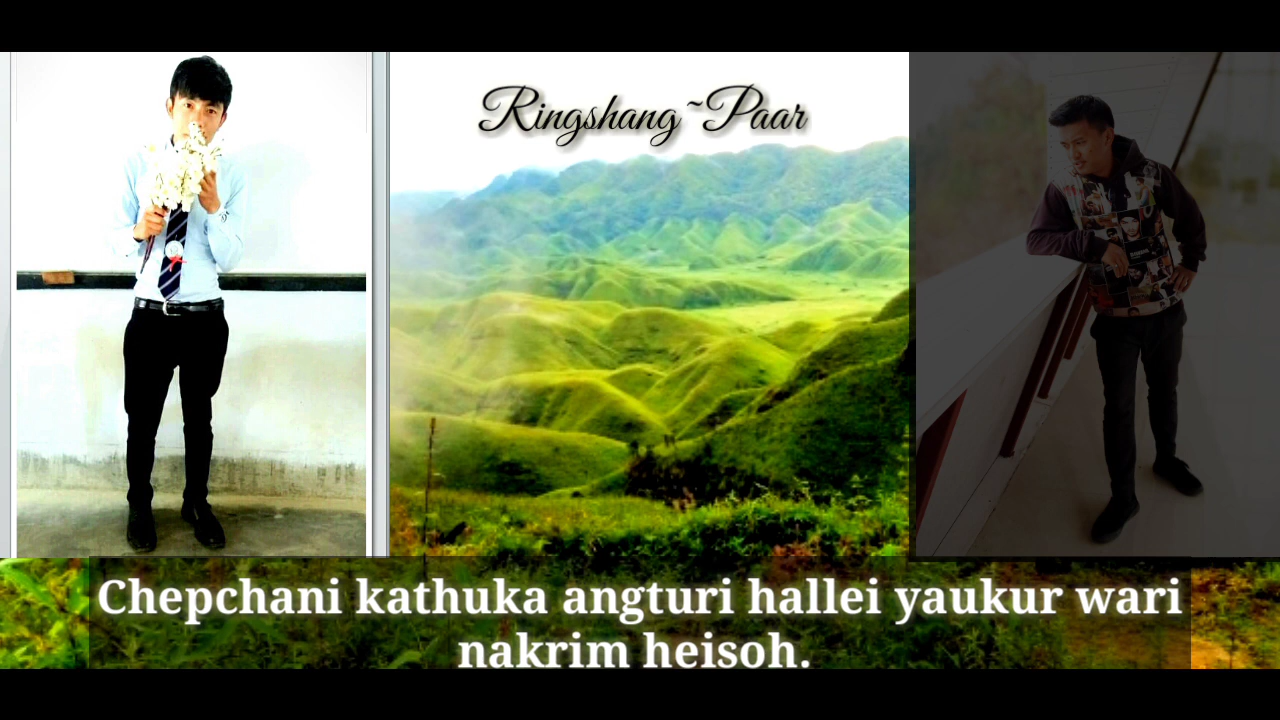 Ringshang~Paar
Chepchani kathuka angturi hallei yaukur wari
nakrim heisoh.